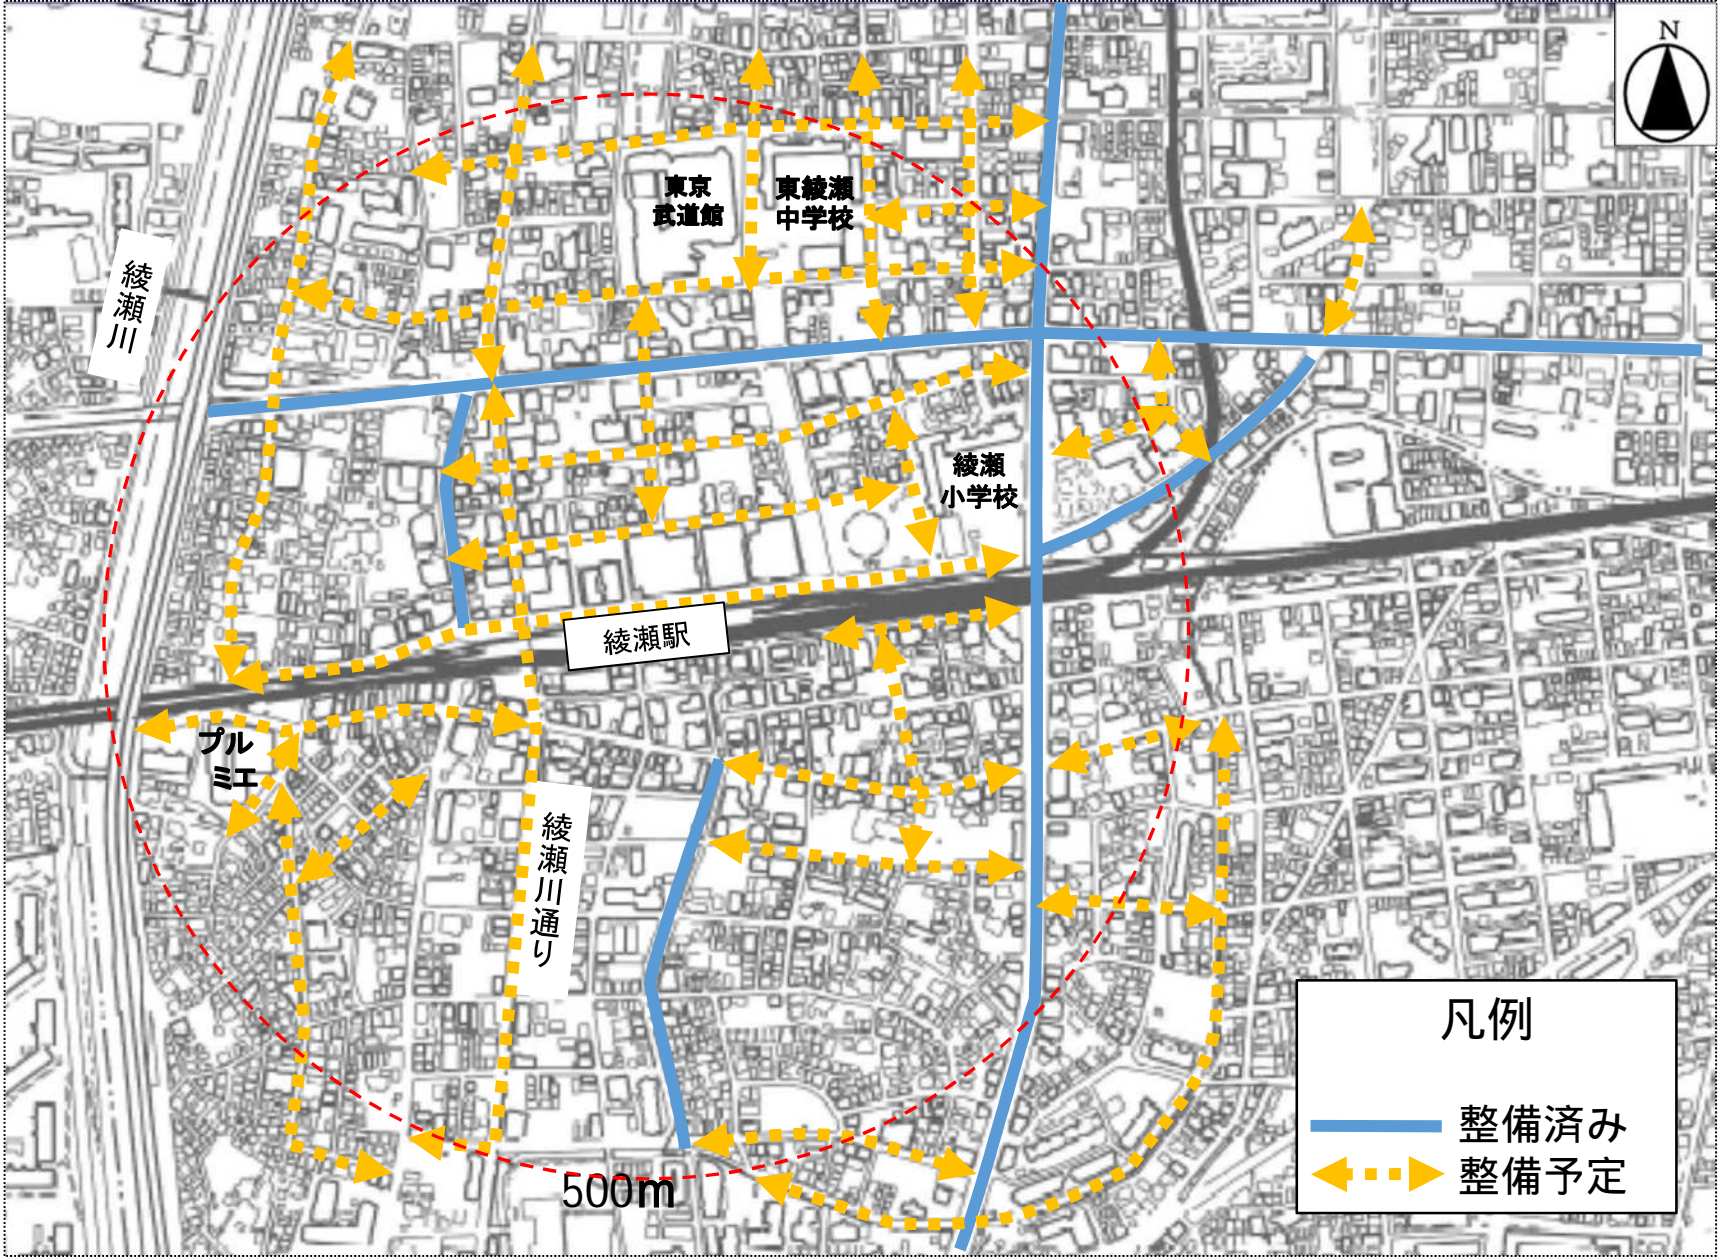 N
東京
武道館
東綾瀬
中学校
綾瀬川
綾瀬
小学校
綾瀬駅
プル
ミエ
綾瀬川通り
500m
凡例
整備済み
整備予定